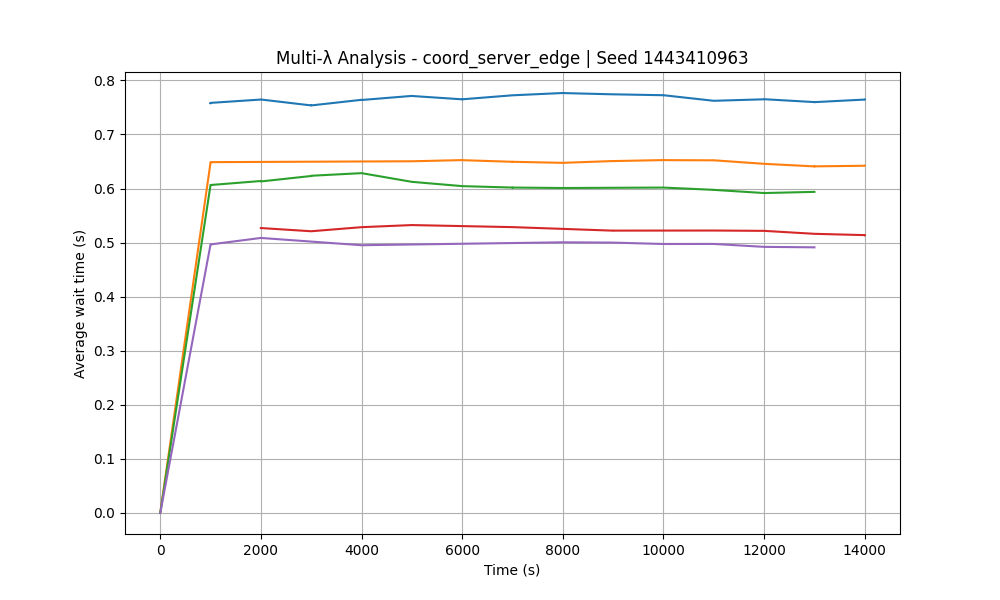 Multi-λ Analysis - coord_server_edge | Seed 1443410963
Average wait time (s)
0.8
0.7
0.6
0.5
0.4
0.3
0.2
0.1
0.0
0 2000 4000 6000 8000 10000 12000 14000
Time (s)